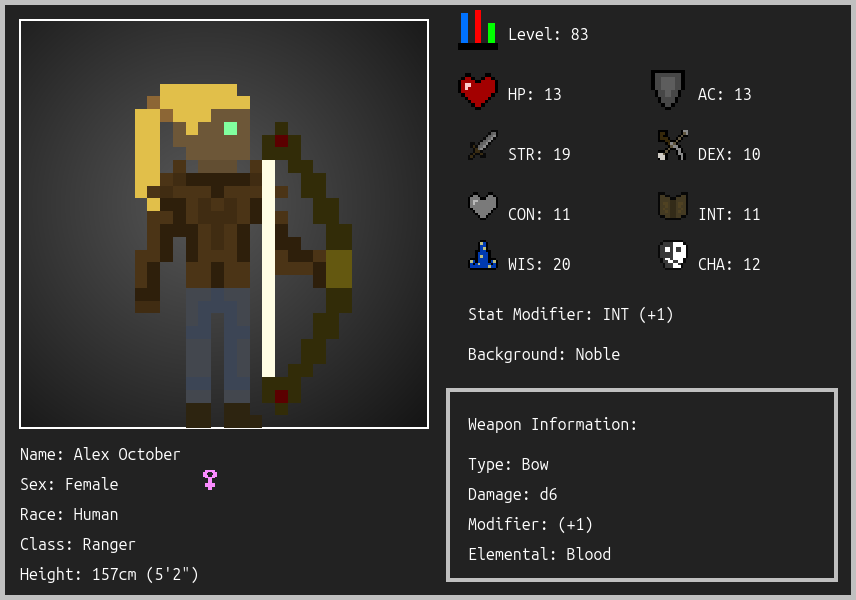 Level: 83
HP: 13
AC: 13
STR: 19
DEX: 10
CON: 11
INT: 11
WIS: 20
CHA: 12
Stat Modifier: INT (+1)
Background: Noble
Name: Alex October
Sex: Female
Race: Human
Class: Ranger
Height: 157cm (5'2")
Weapon Information:
Type: Bow
Damage: d6
Modifier: (+1)
Elemental: Blood